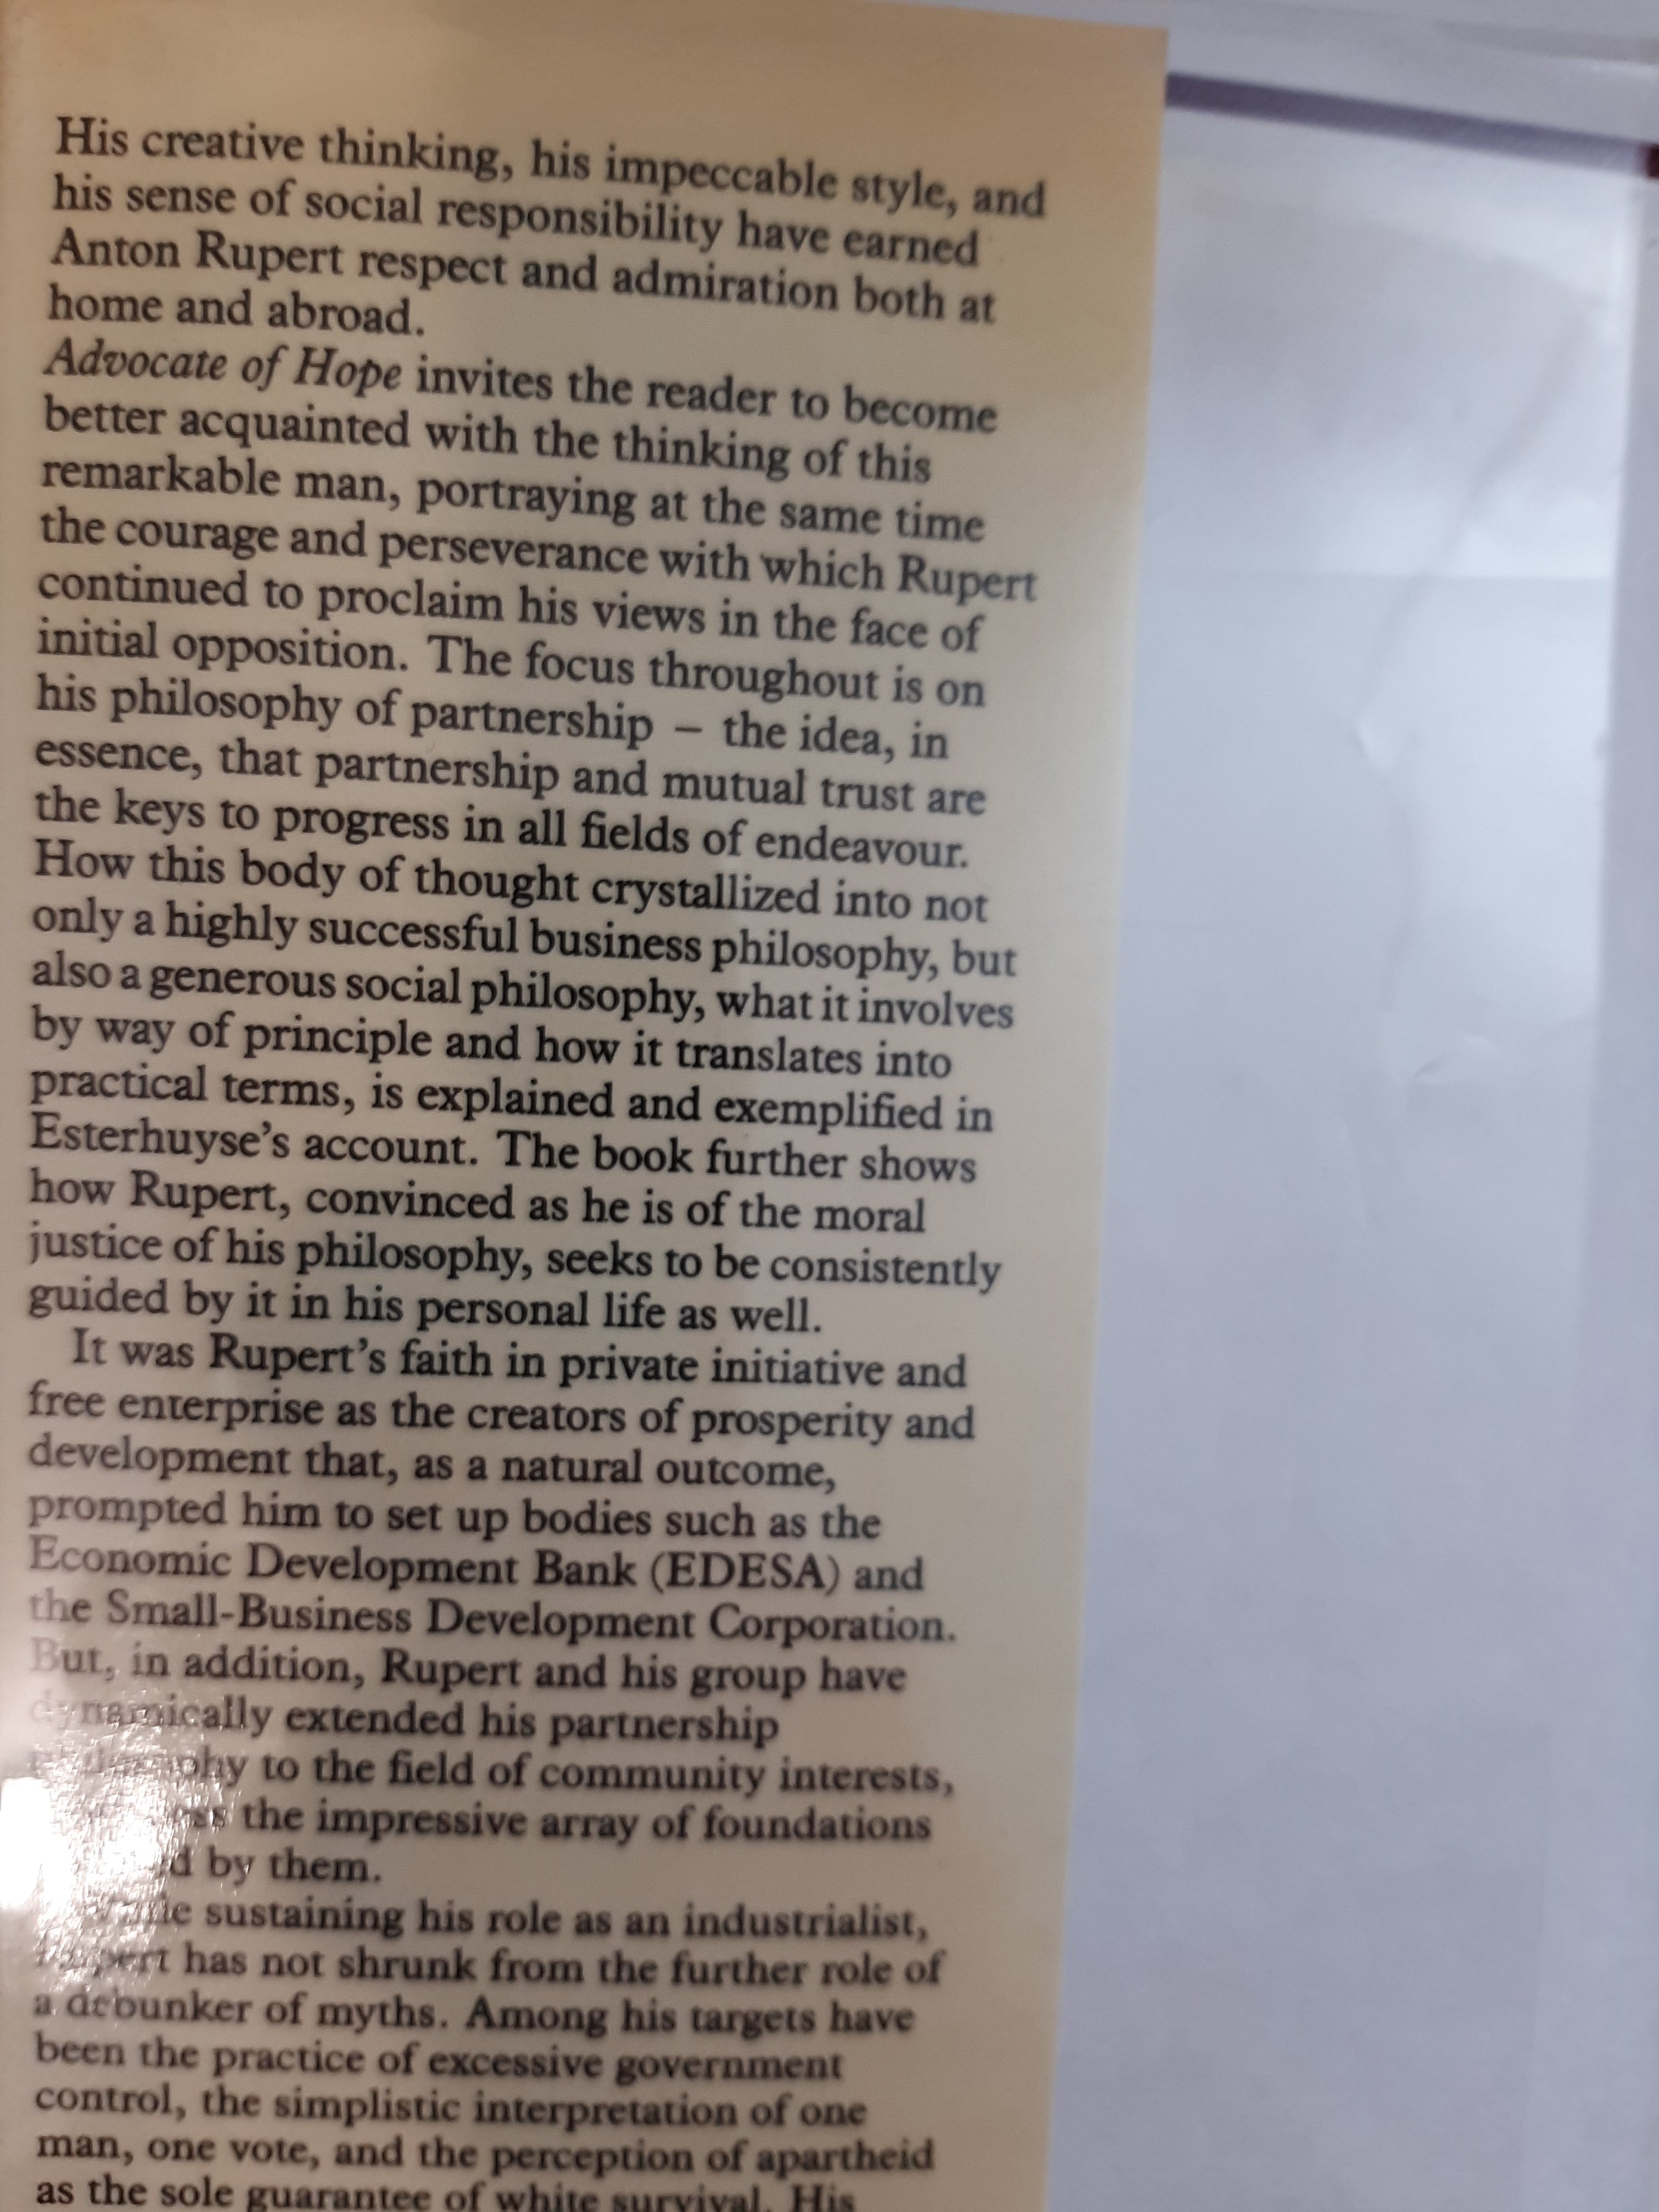 His creative thinking, his impeccable style, and
his sense of social responsibility have earned
Anton Rupert respect and admiration both at
home and abroad.
Advocate of Hope invites the reader to become
better acquainted with the thinking of this
remarkable man, portraying at the same time
the courage and perseverance with which Rupert
continued to proclaim his views in the face of
initial opposition. The focus throughout is on
his philosophy of partnership – the idea, in
essence, that partnership and mutual trust are
the keys to progress in all fields of endeavour.
How this body of thought crystallized into not
only a highly successful business philosophy, but
also a generous social philosophy, what it involves
by way of principle and how it translates into
practical terms, is explained and exemplified in
Esterhuyse's account. The book further shows
how Rupert, convinced as he is of the moral
justice of his philosophy, seeks to be consistently
guided by it in his personal life as well.
It was Rupert's faith in private initiative and
free enterprise as the creators of prosperity and
development that, as a natural outcome,
prompted him to set up bodies such as the
Economic Development Bank (EDESA) and
the Small-Business Development Corporation.
But, in addition, Rupert and his group have
dynamically extended his partnership
to the field of community interests,
the impressive array of foundations
by them.
While sustaining his role as an industrialist,
Rupert has not shrunk from the further role of
a debunker of myths. Among his targets have
been the practice of excessive government
control, the simplistic interpretation of one
man, one vote, and the perception of apartheid
as the sole guarantee of white survival. His